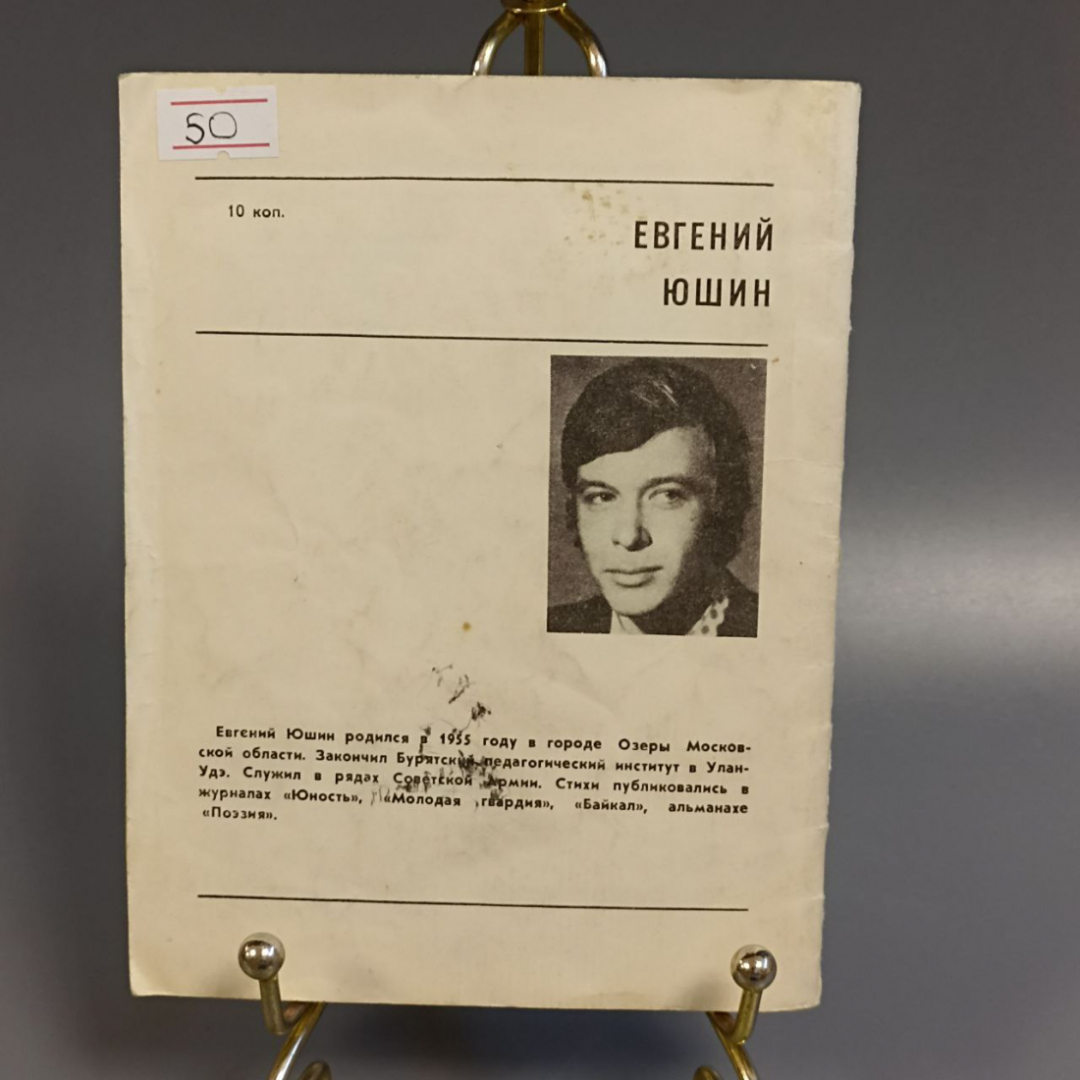 50
10 коп.
ЕВГЕНИЙ
ЮШИН
Евгений Юшин родился в 1955 году в городе Озеры Москов-
ской области. Закончил Бурятский педагогический институт в Улан-
Удэ. Служил в рядах Советской Армии. Стихи публиковались в
журналах «Юность», «Молодая гвардия», «Байкал», альманахе
«Поэзия».